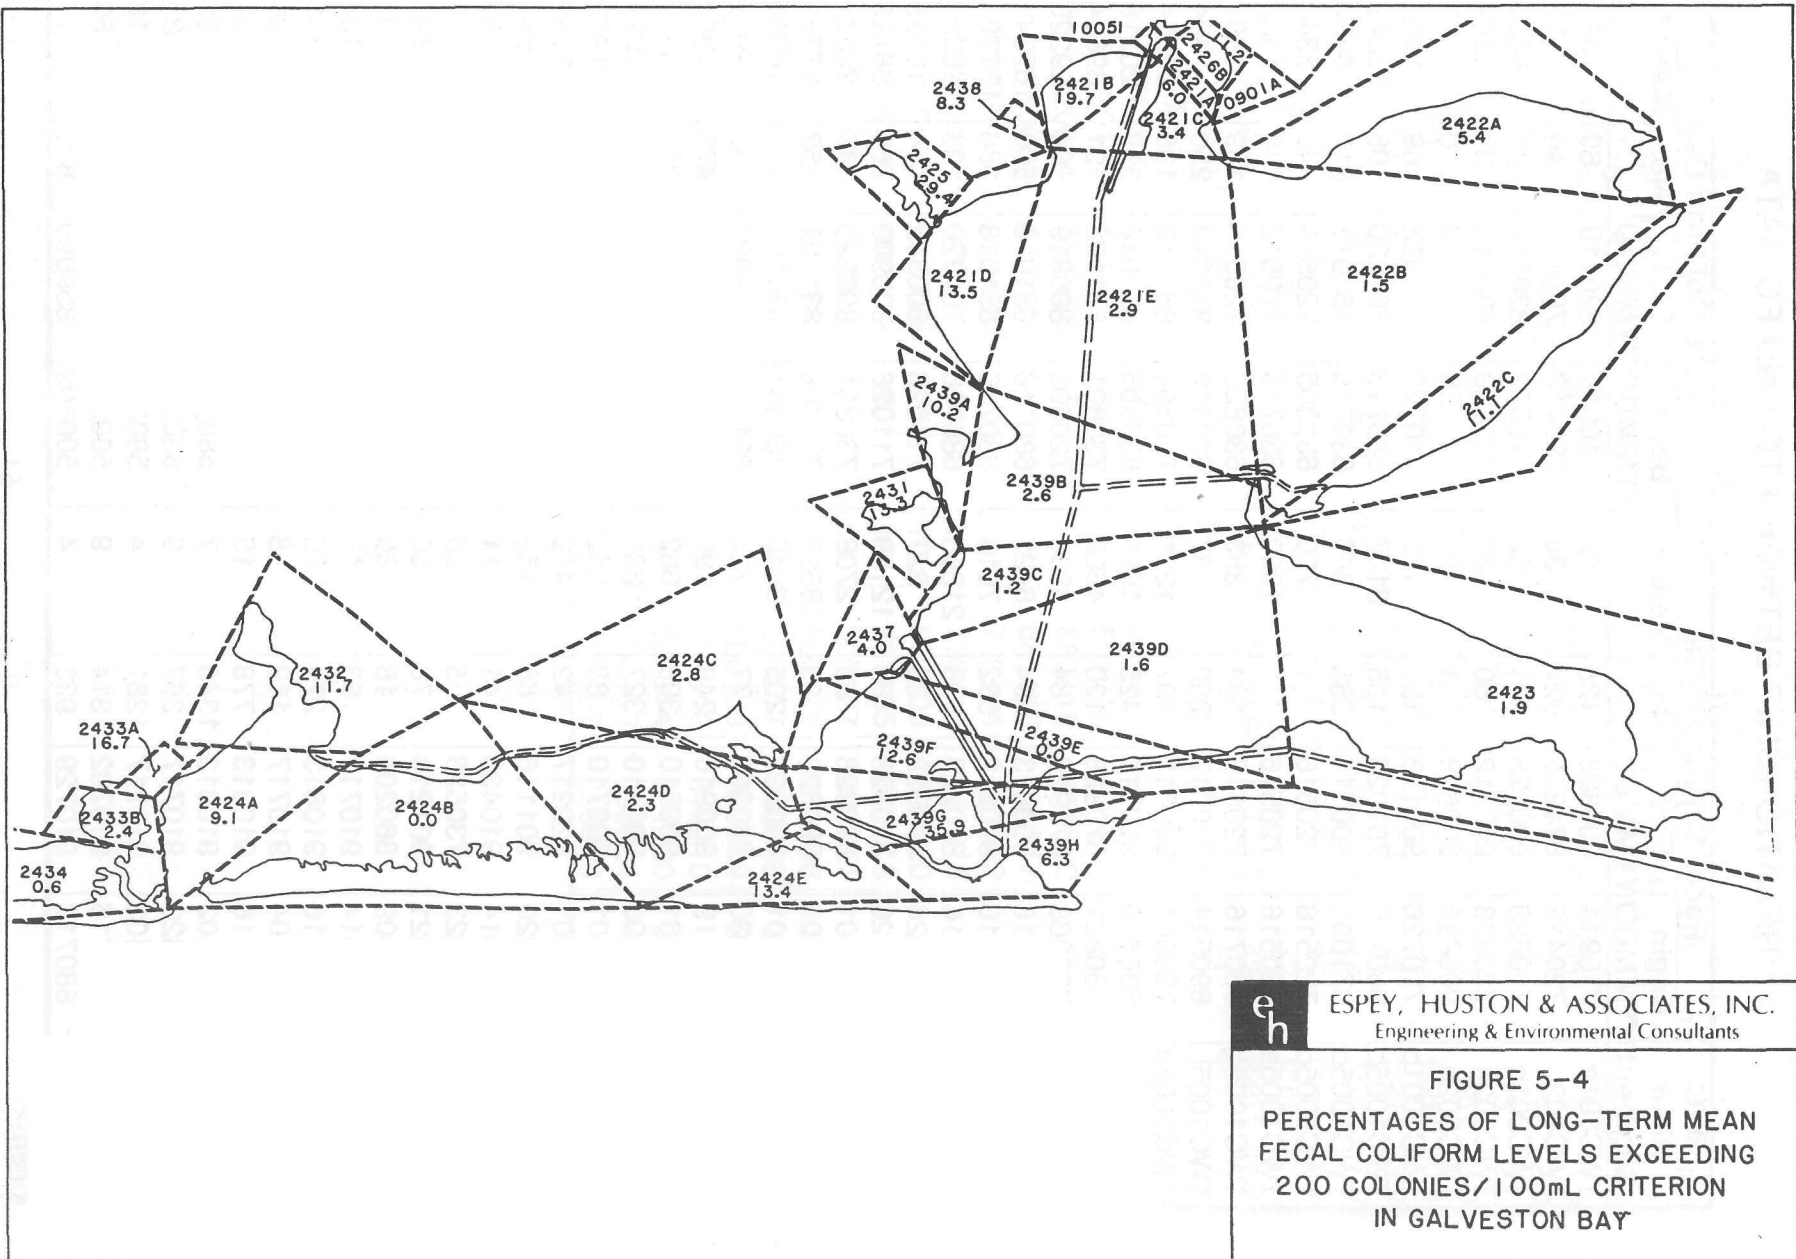 10051
11.2
2426B
2438
8.3
2421B
19.7
2421A
6.0
0901A
2421C
3.4
2422A
5.4
2425
29.4
2421D
13.5
2421E
2.9
2422B
1.5
2439A
10.2
2422C
11.1
2431
13.3
2439B
2.6
2439C
1.2
2437
4.0
2439D
1.6
2432
11.7
2424C
2.8
2423
1.9
2433A
16.7
2439F
12.6
2439E
0.0
2433B
2.4
2424A
9.1
2424B
0.0
2424D
2.3
2439G
35.9
2439H
6.3
2434
0.6
2424E
13.4
eh
ESPEY, HUSTON & ASSOCIATES, INC.
Engineering & Environmental Consultants
FIGURE 5-4
PERCENTAGES OF LONG-TERM MEAN
FECAL COLIFORM LEVELS EXCEEDING
200 COLONIES/100mL CRITERION
IN GALVESTON BAY